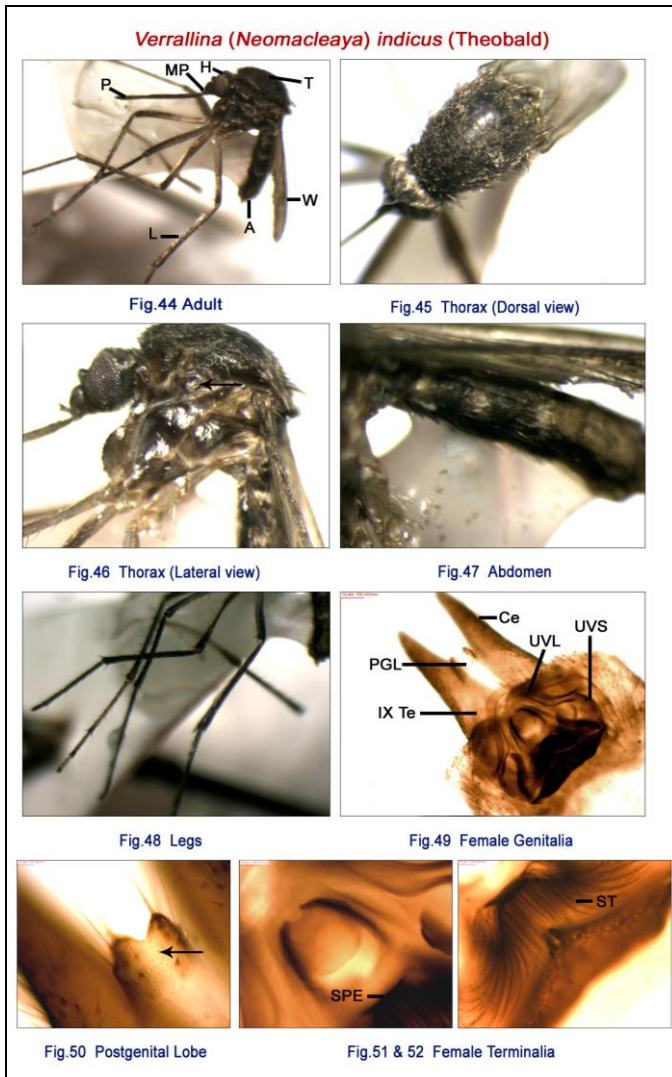 Verrallina (Neomacleaya) indicus (Theobald)
H
MP
P
T
W
A
L
Fig.44 Adult
Fig.45 Thorax (Dorsal view)
Fig.46 Thorax (Lateral view)
Fig.47 Abdomen
Ce
UVS
UVL
PGL
IX Te
Fig.48 Legs
Fig.49 Female Genitalia
ST
SPE
Fig.50 Postgenital Lobe
Fig.51 & 52 Female Terminalia